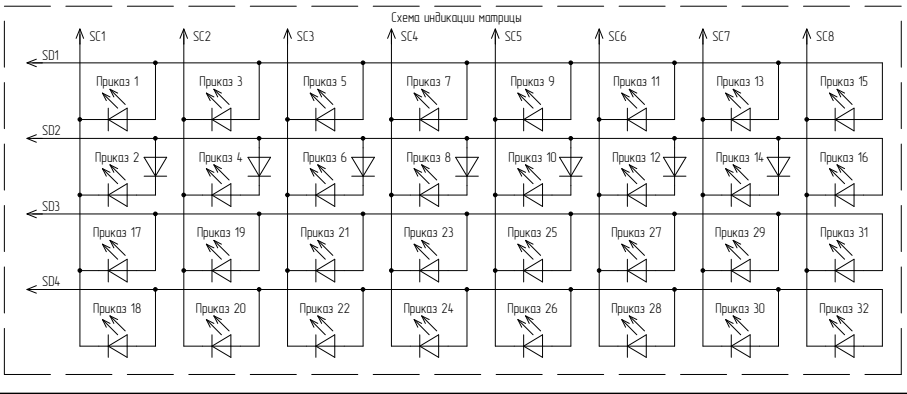 Схема индикации матрицы
SC1 SC2 SC3 SC4 SC5 SC6 SC7 SC8
SD1
Приказ 1 Приказ 3 Приказ 5 Приказ 7 Приказ 9 Приказ 11 Приказ 13 Приказ 15
SD2
Приказ 2 Приказ 4 Приказ 6 Приказ 8 Приказ 10 Приказ 12 Приказ 14 Приказ 16
SD3
Приказ 17 Приказ 19 Приказ 21 Приказ 23 Приказ 25 Приказ 27 Приказ 29 Приказ 31
SD4
Приказ 18 Приказ 20 Приказ 22 Приказ 24 Приказ 26 Приказ 28 Приказ 30 Приказ 32